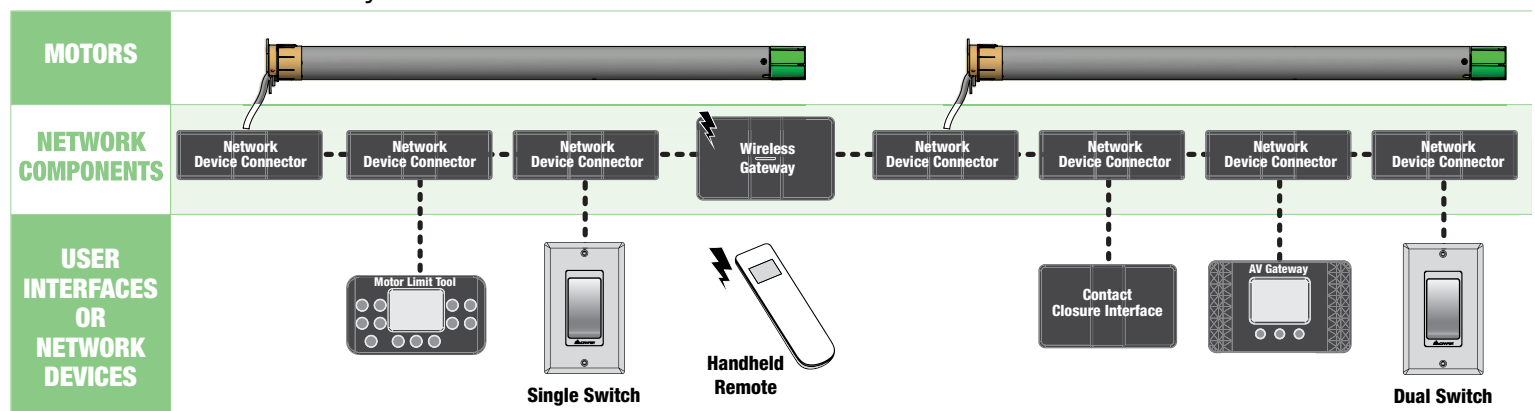 MOTORS
NETWORK
COMPONENTS
Network
Device Connector
Network
Device Connector
Network
Device Connector
Wireless
Gateway
Network
Device Connector
Network
Device Connector
Network
Device Connector
Network
Device Connector
USER
INTERFACES
OR
NETWORK
DEVICES
Motor Limit Tool
Single Switch
Handheld
Remote
Contact
Closure Interface
AV Gateway
Dual Switch